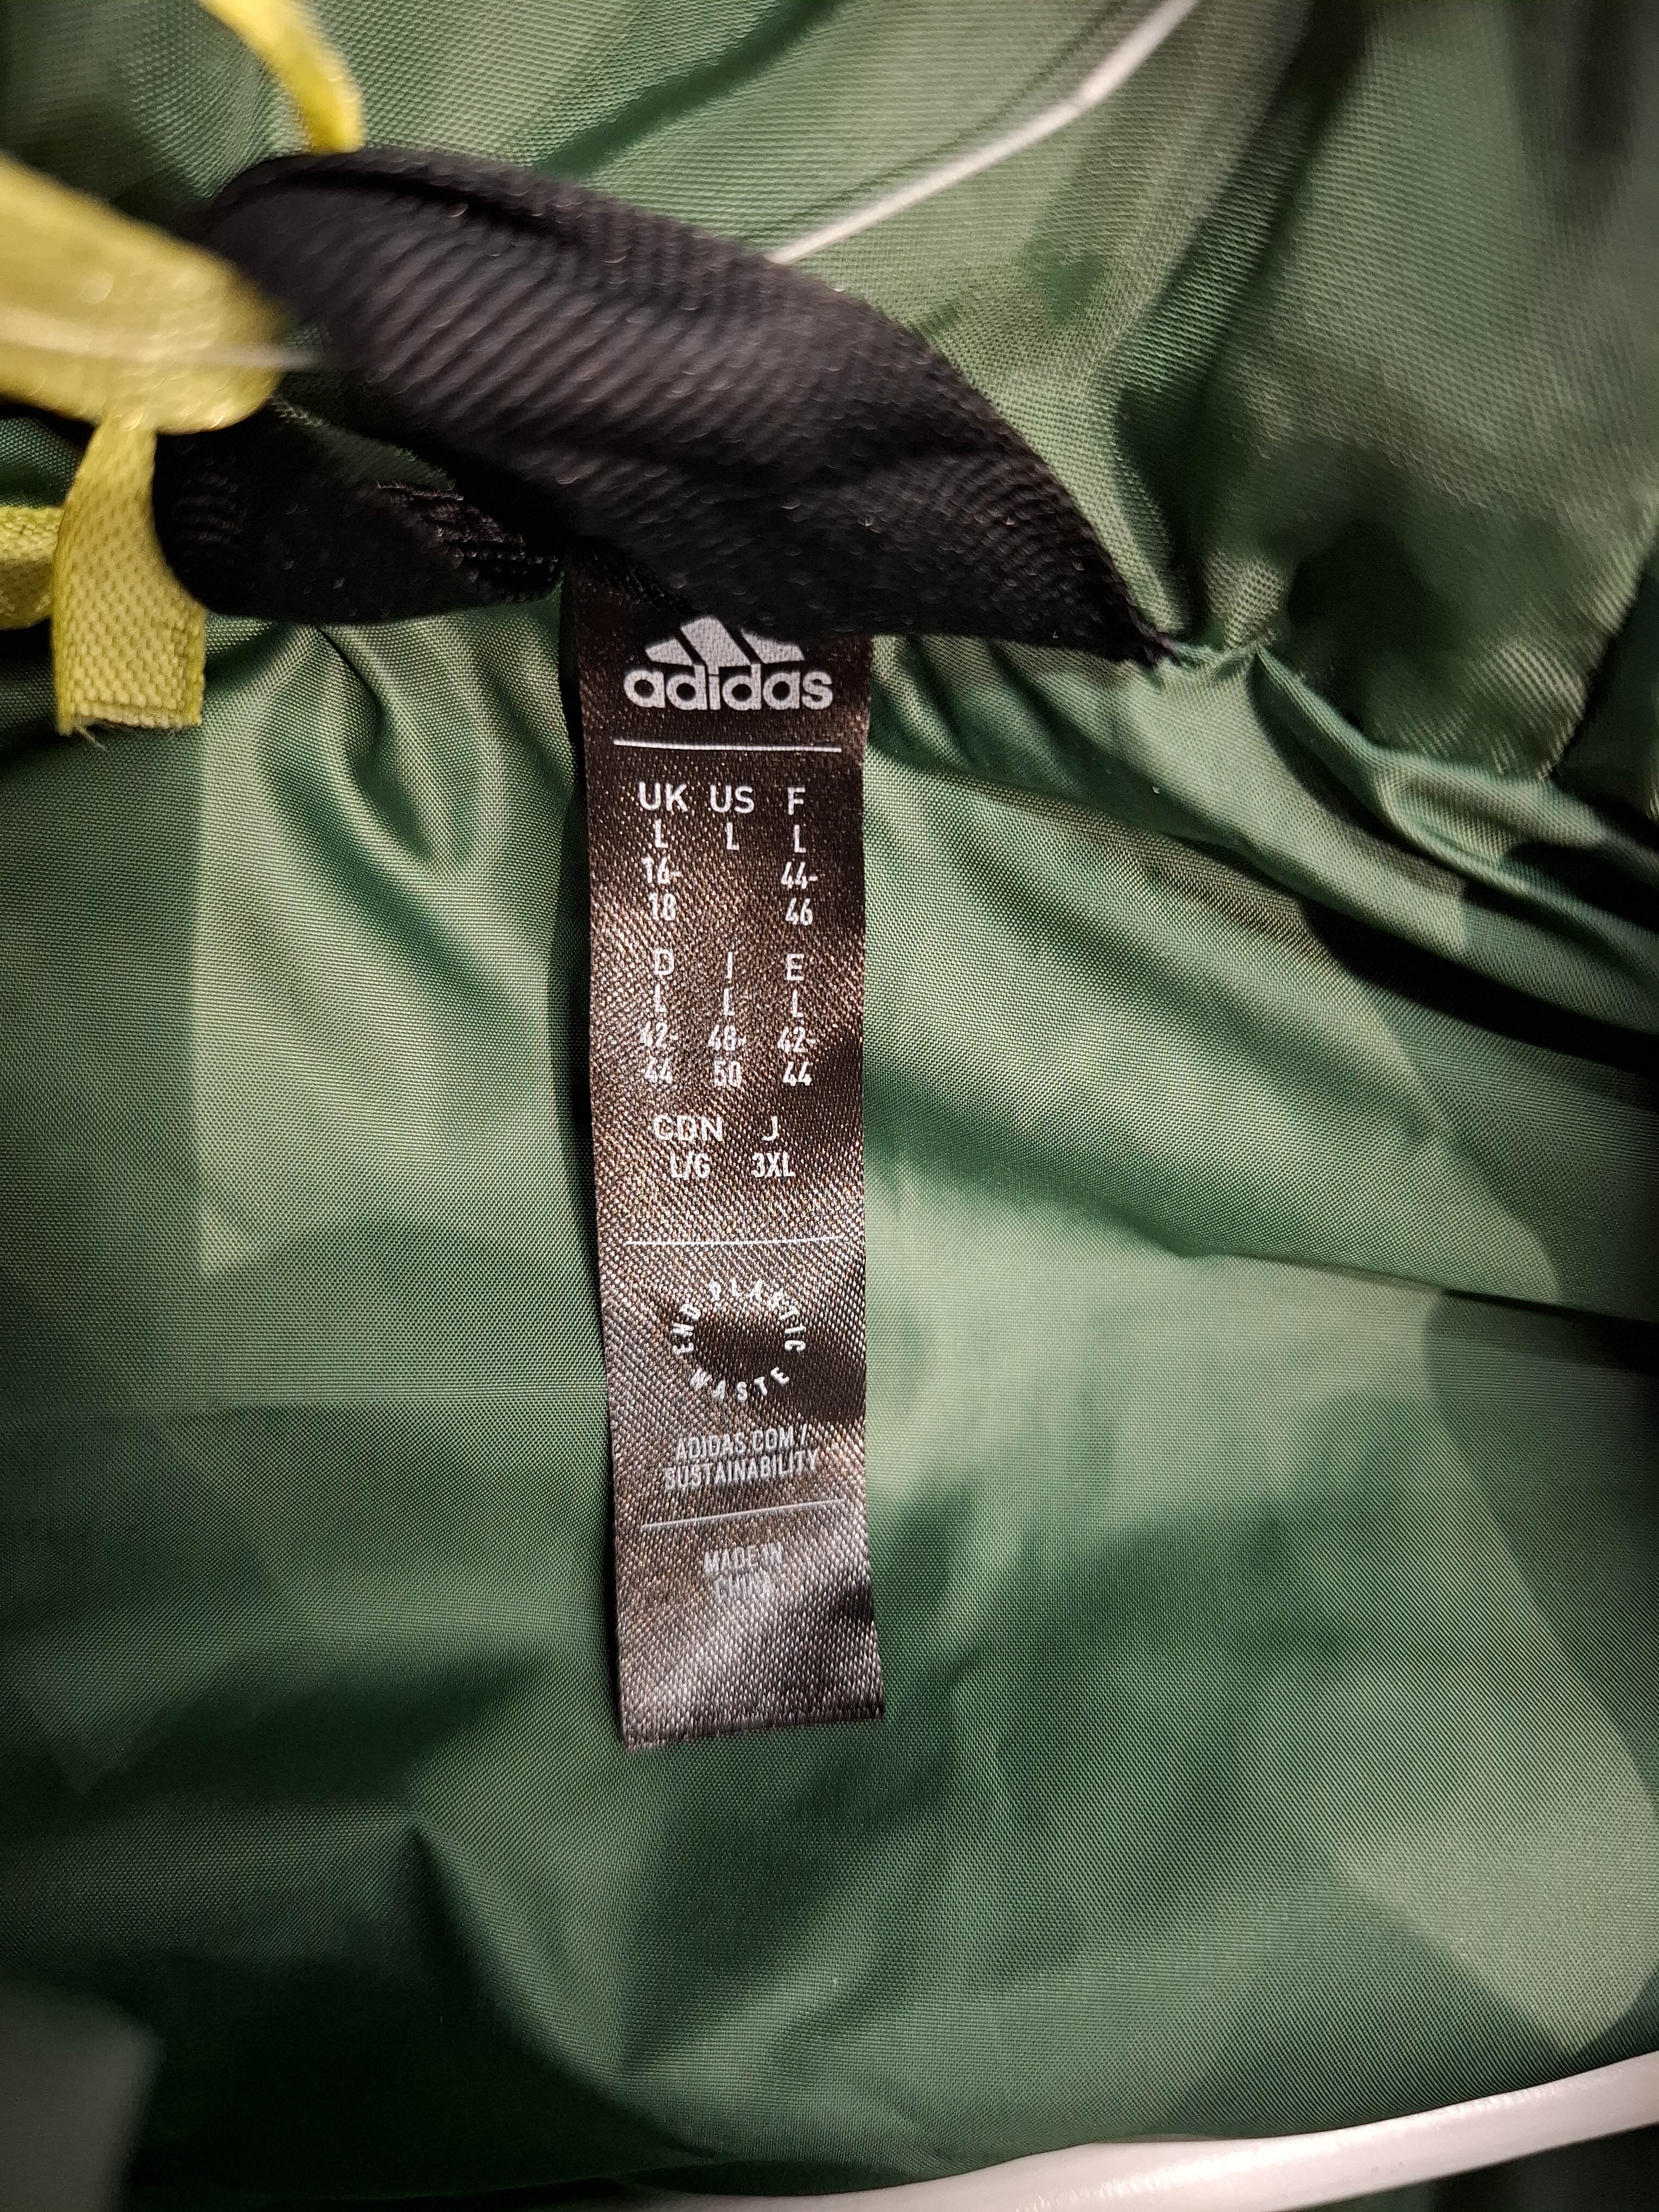 adidas
UK US F
L L L
16- 44-
18 46
D I E
L L L
42- 48- 42-
44 50 44
CDN J
L/G 3XL
END PLASTIC WASTE
ADIDAS.COM /
SUSTAINABILITY
MADE IN
CHINA